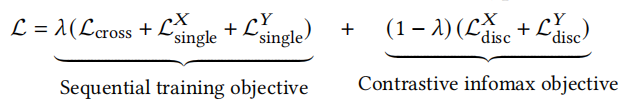 ℒ = λ(ℒ_cross + ℒ^X_single + ℒ^Y_single) + (1 − λ)(ℒ^X_disc + ℒ^Y_disc)
Sequential training objective Contrastive infomax objective